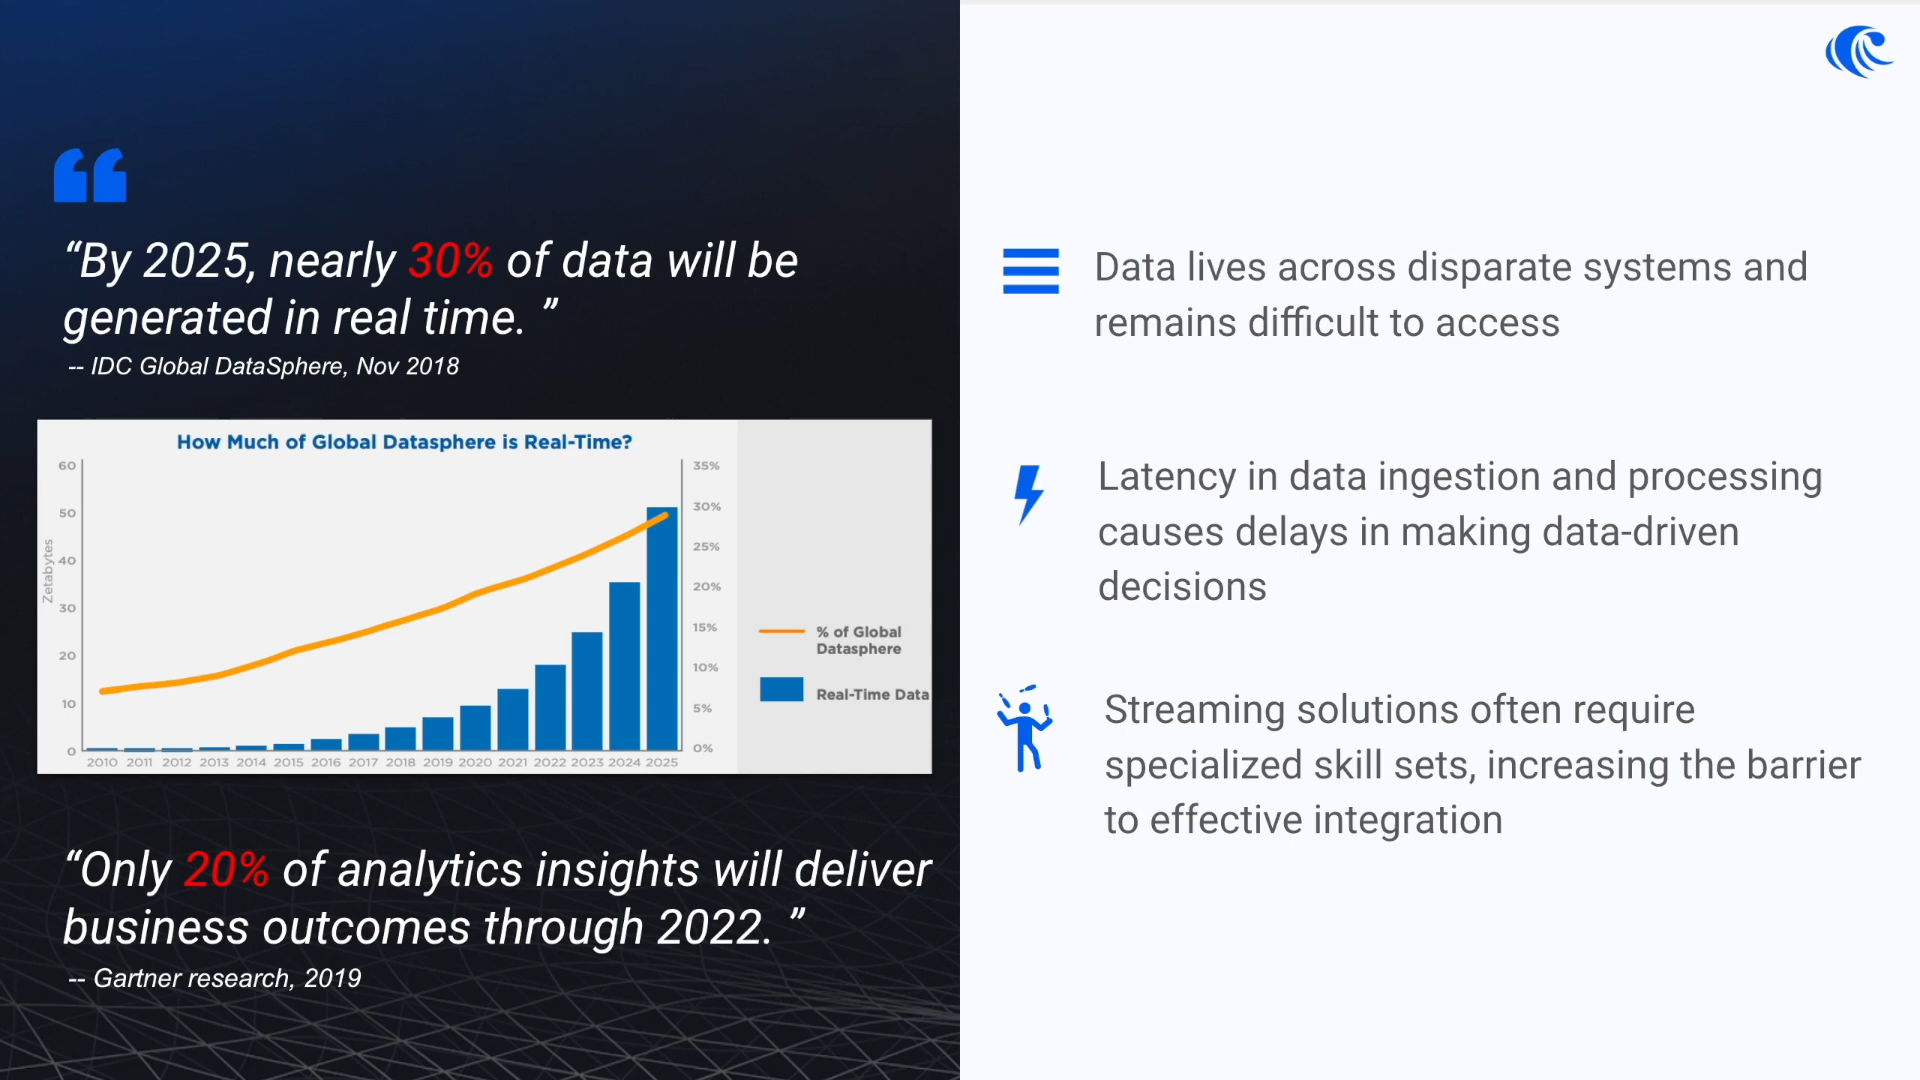 “By 2025, nearly 30% of data will be
generated in real time. ”
-- IDC Global DataSphere, Nov 2018
How Much of Global Datasphere is Real-Time?
Zetabytes
60
50
40
30
20
10
0
35%
30%
25%
20%
15%
10%
5%
0%
2010 2011 2012 2013 2014 2015 2016 2017 2018 2019 2020 2021 2022 2023 2024 2025
% of Global
Datasphere
Real-Time Data
“Only 20% of analytics insights will deliver
business outcomes through 2022. ”
-- Gartner research, 2019
Data lives across disparate systems and
remains difficult to access
Latency in data ingestion and processing
causes delays in making data-driven
decisions
Streaming solutions often require
specialized skill sets, increasing the barrier
to effective integration